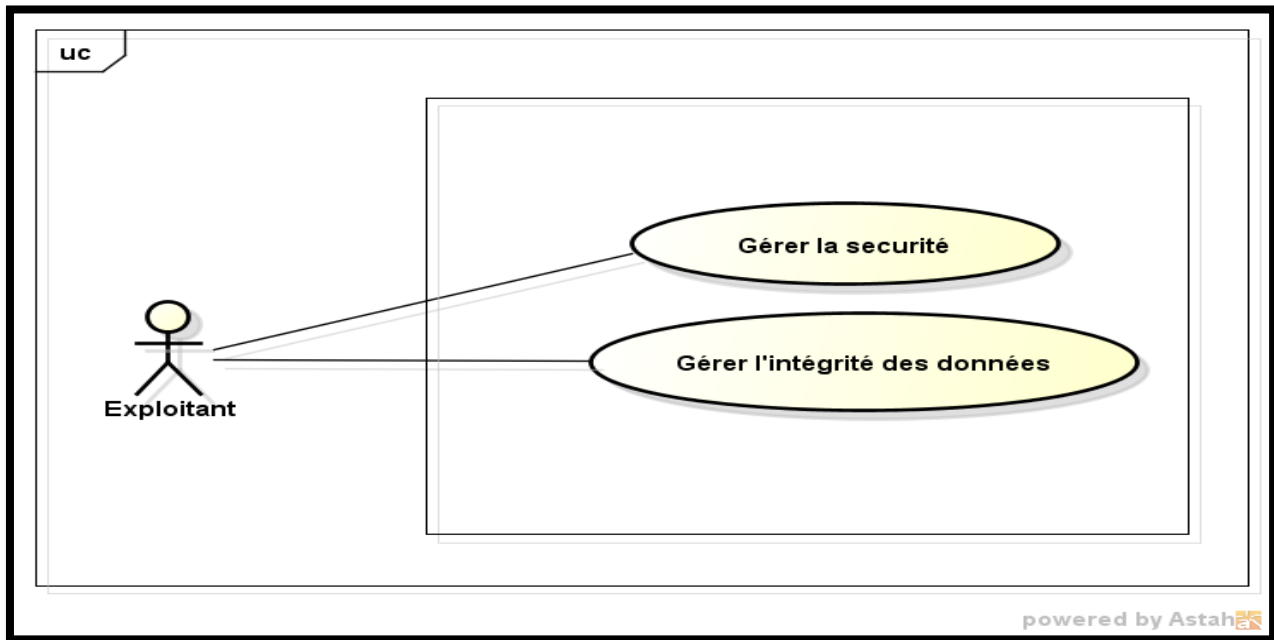 uc
Gérer la securité
Gérer l'intégrité des données
Exploitant
powered by Astah